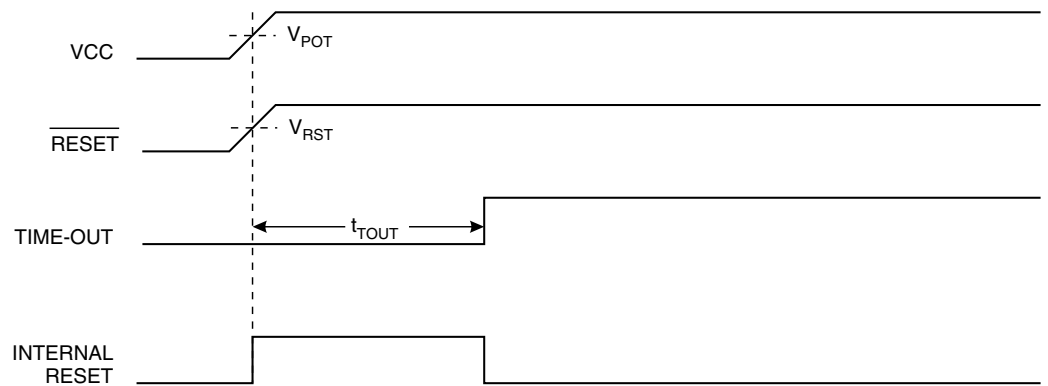 VCC
V_POT
RESET
V_RST
TIME-OUT
t_TOUT
INTERNAL
RESET